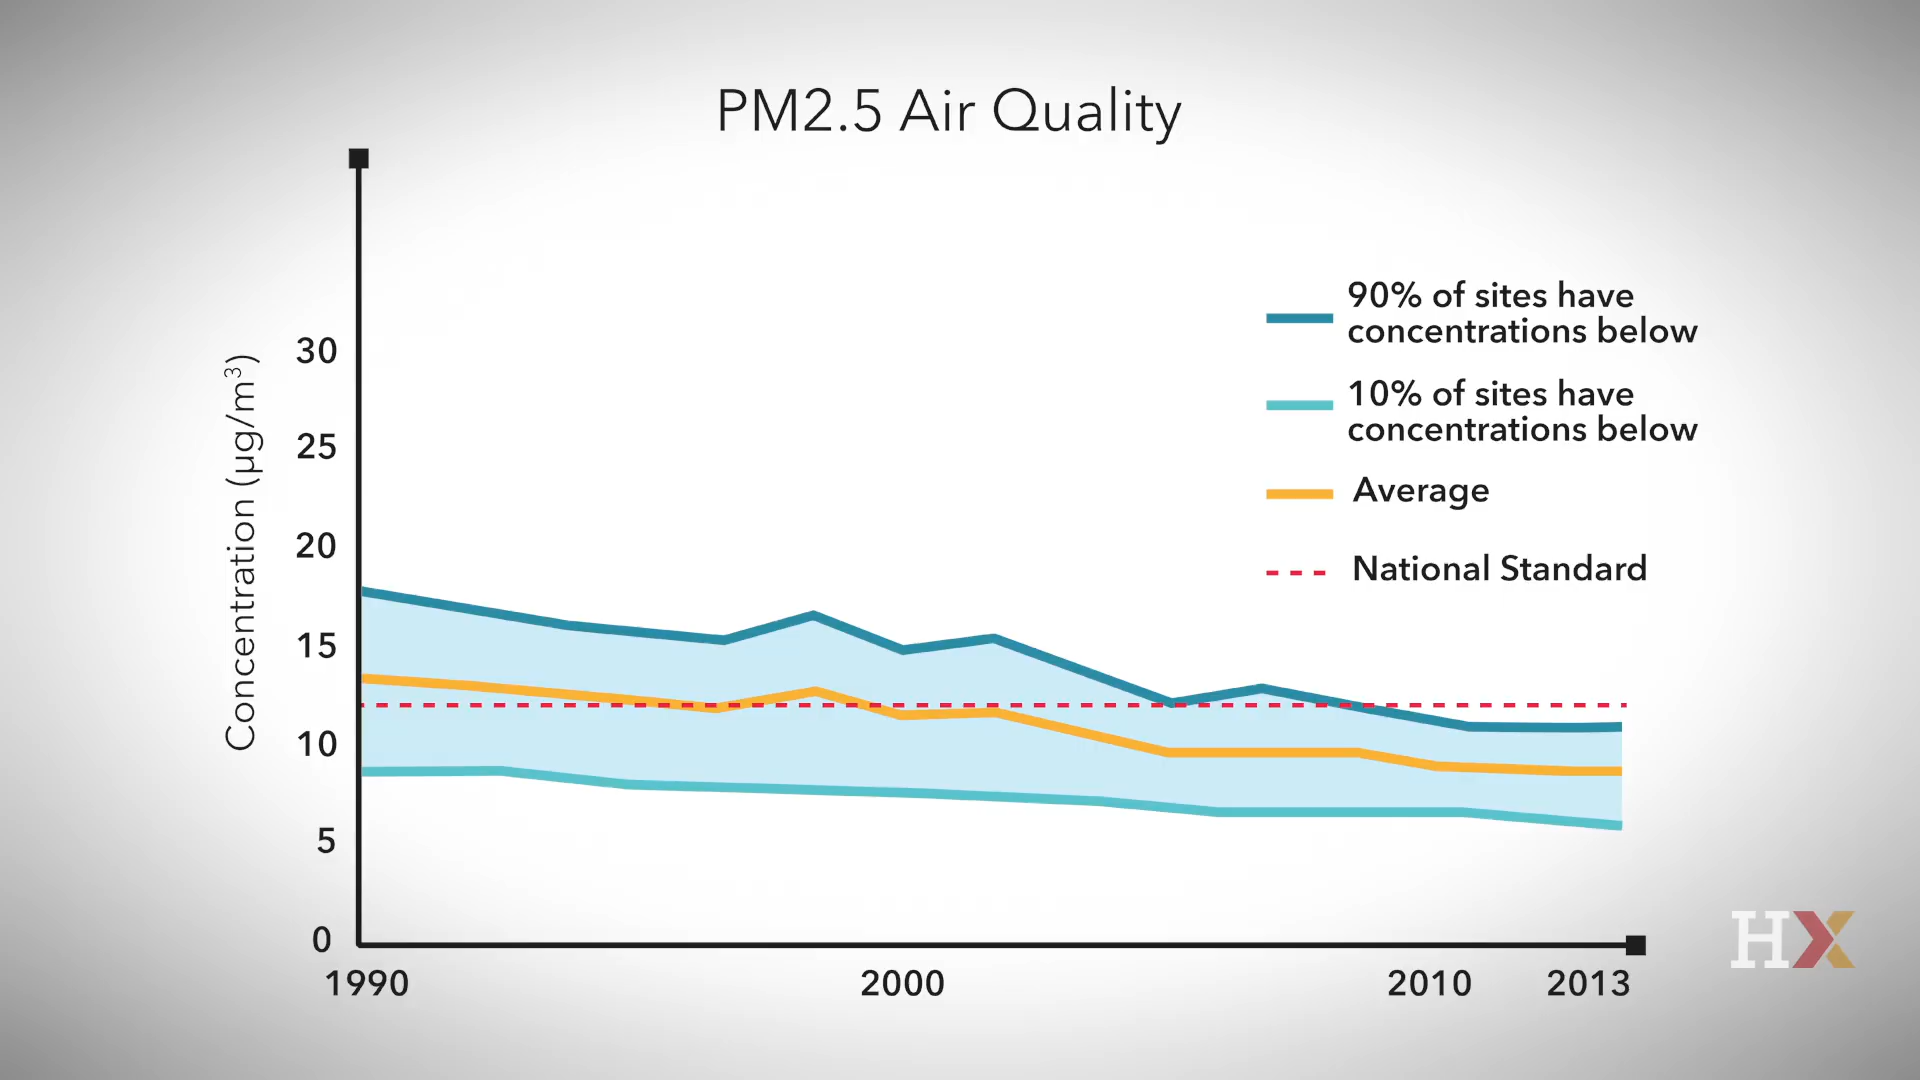 PM2.5 Air Quality
90% of sites have
concentrations below
10% of sites have
concentrations below
Average
National Standard
Concentration (µg/m³)
30
25
20
15
10
5
0
1990
2000
2010
2013
HX